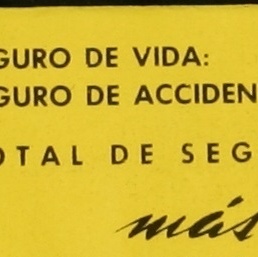 GURO DE VIDA:
GURO DE ACCIDEN
OTAL DE SEG
más